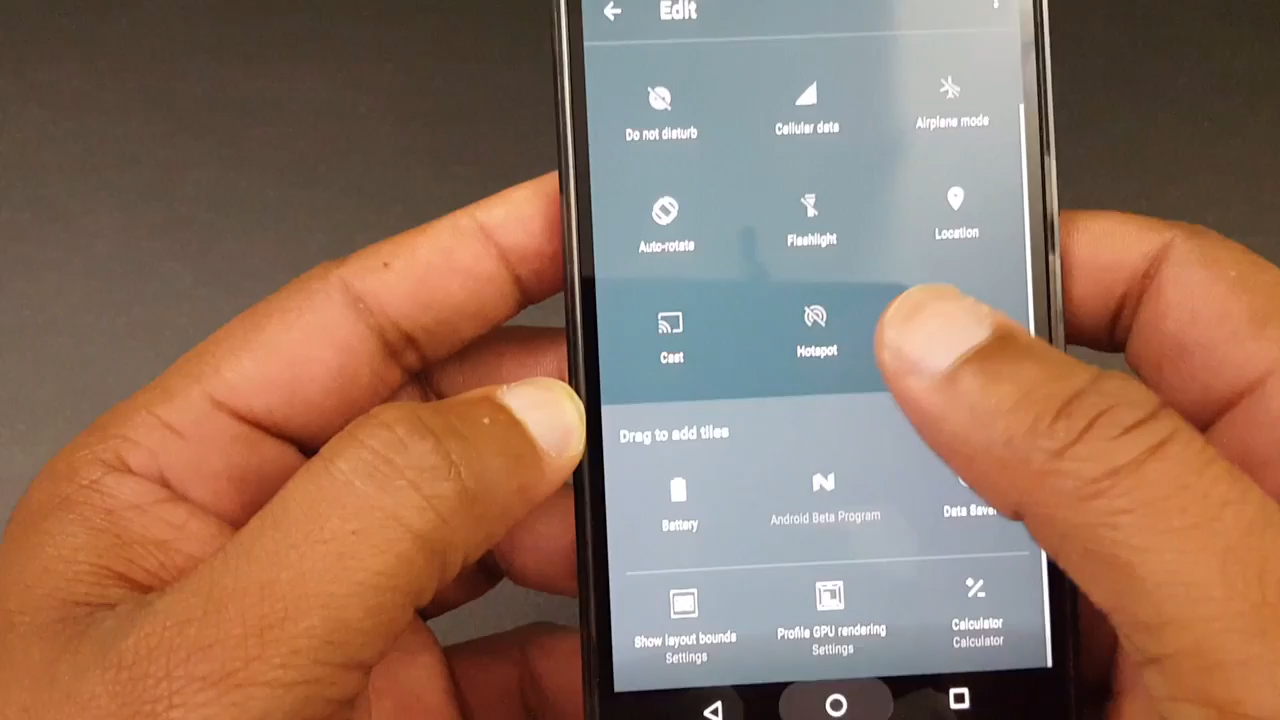 Edit
Do not disturb
Cellular data
Airplane mode
Auto-rotate
Flashlight
Location
Cast
Hotspot
Drag to add tiles
Battery
Android Beta Program
Data
Show layout bounds
Settings
Profile GPU rendering
Settings
Calculator
Calculator